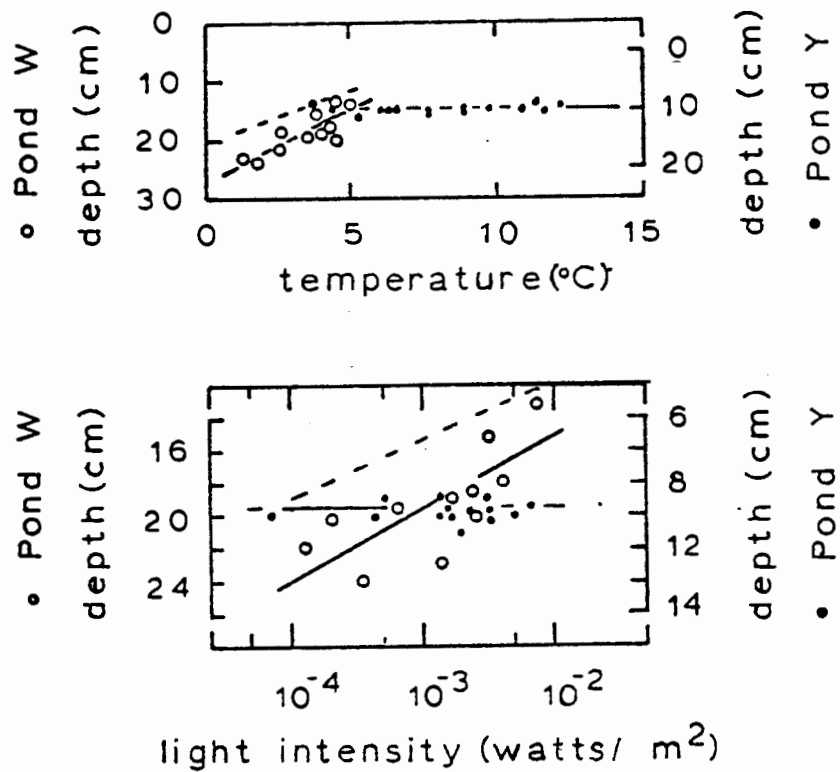 ○ Pond W
depth (cm)
0
10
20
30
0
5
10
15
temperature (°C)
0
10
20
depth (cm)
• Pond Y
○ Pond W
depth (cm)
16
20
24
10-4
10-3
10-2
light intensity (watts/ m2)
6
8
10
12
14
depth (cm)
• Pond Y